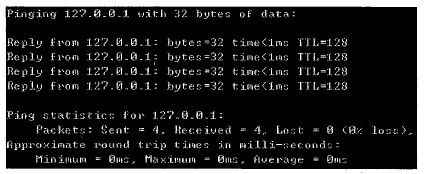 Pinging 127.0.0.1 with 32 bytes of data:
Reply from 127.0.0.1: bytes=32 time<1ms TTL=128
Reply from 127.0.0.1: bytes=32 time<1ms TTL=128
Reply from 127.0.0.1: bytes=32 time<1ms TTL=128
Reply from 127.0.0.1: bytes=32 time<1ms TTL=128
Ping statistics for 127.0.0.1:
Packets: Sent = 4, Received = 4, Lost = 0 (0% loss),
Approximate round trip times in milli-seconds:
Minimum = 0ms, Maximum = 0ms, Average = 0ms